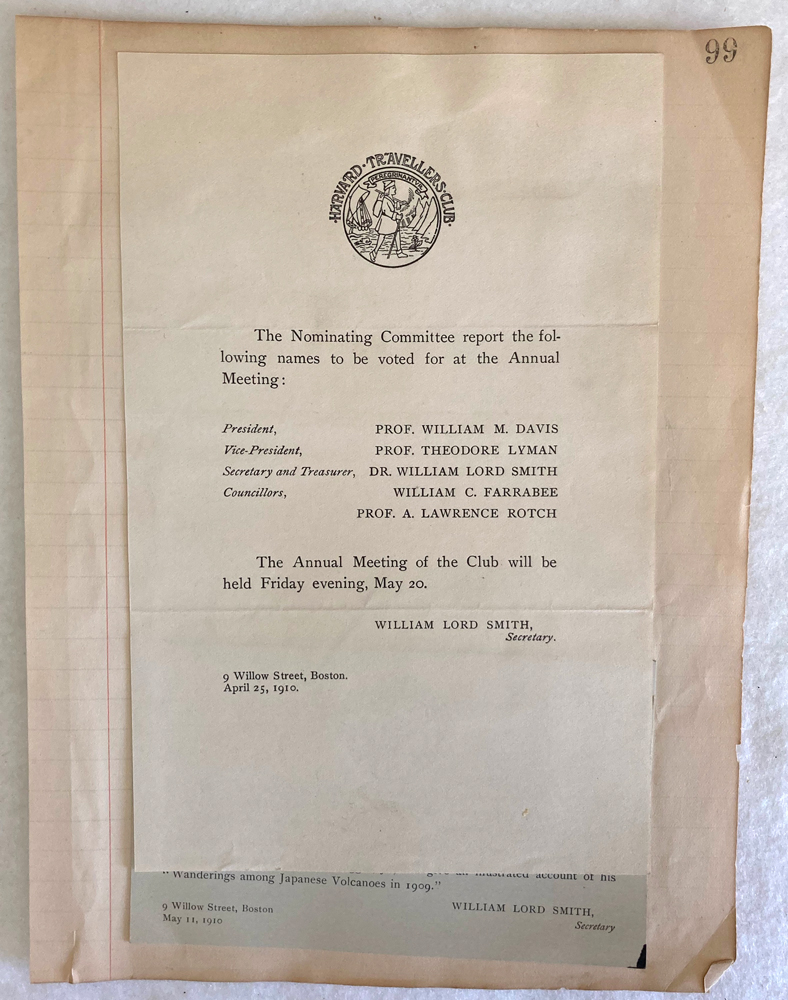 99
HARVARD · TRAVELLERS · CLUB
PEREGRINANTUR
The Nominating Committee report the fol-
lowing names to be voted for at the Annual
Meeting:
President, PROF. WILLIAM M. DAVIS
Vice-President, PROF. THEODORE LYMAN
Secretary and Treasurer, DR. WILLIAM LORD SMITH
Councillors, WILLIAM C. FARRABEE
PROF. A. LAWRENCE ROTCH
The Annual Meeting of the Club will be
held Friday evening, May 20.
WILLIAM LORD SMITH,
Secretary.
9 Willow Street, Boston.
April 25, 1910.
illustrated account of his
"Wanderings among Japanese Volcanoes in 1909."
9 Willow Street, Boston
May 11, 1910
WILLIAM LORD SMITH,
Secretary